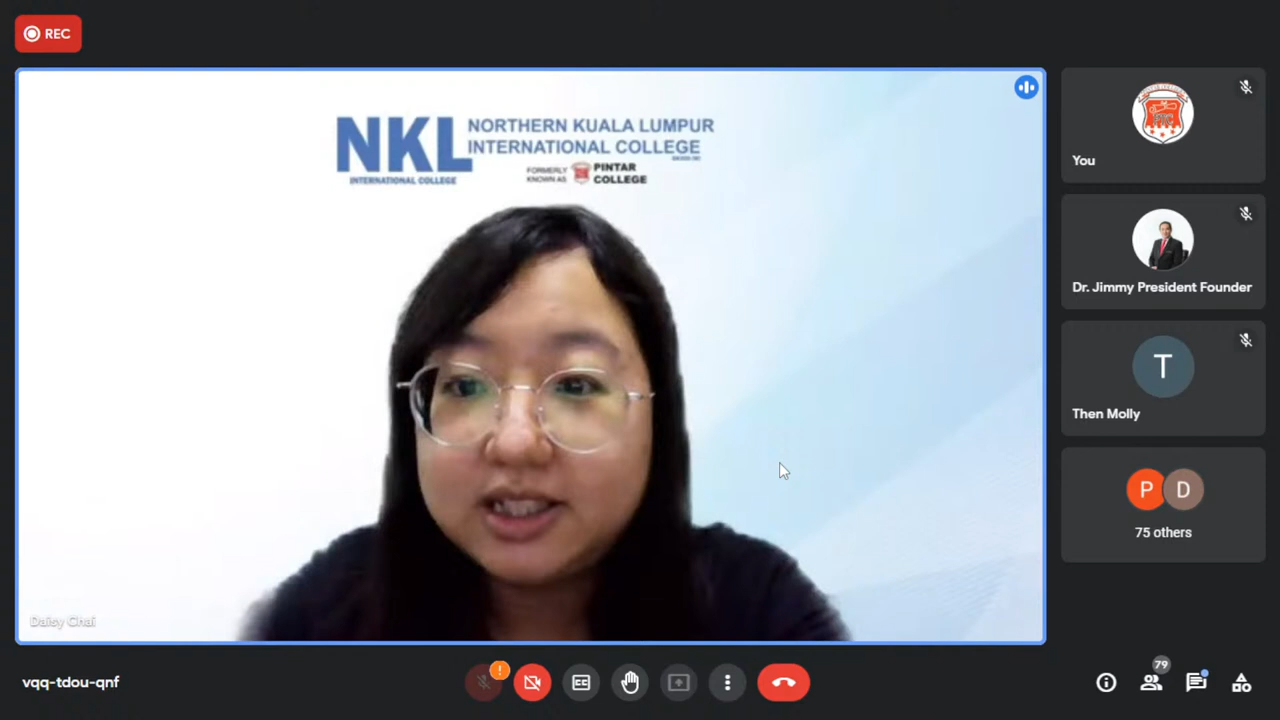 REC
NKL
INTERNATIONAL COLLEGE
NORTHERN KUALA LUMPUR
INTERNATIONAL COLLEGE
FORMERLY
KNOWN AS
PINTAR
COLLEGE
Daisy Chai
You
Dr. Jimmy President Founder
T
Then Molly
P
D
75 others
vqq-tdou-qnf
!
CC
79